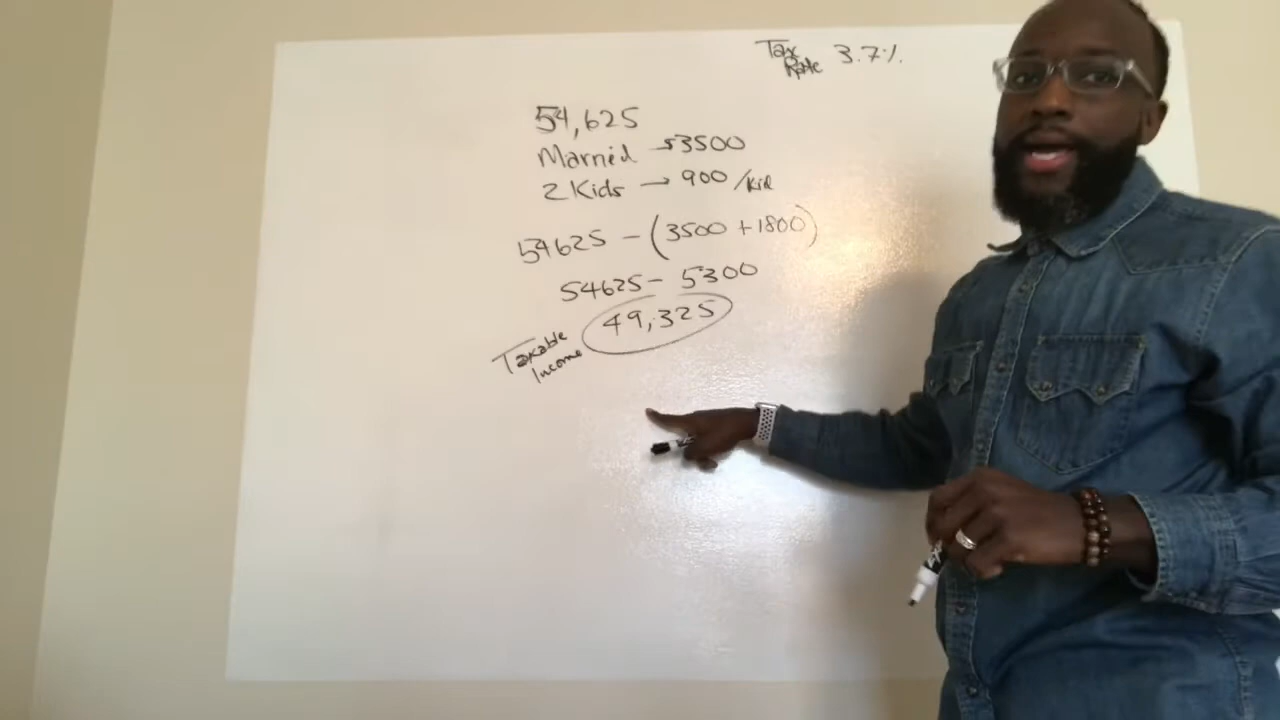 Tax
Rate 3.7%
54,625
Married → 3500
2 Kids → 900 /kid
54625 - (3500 + 1800)
54625 - 5300
49,325
Taxable
Income